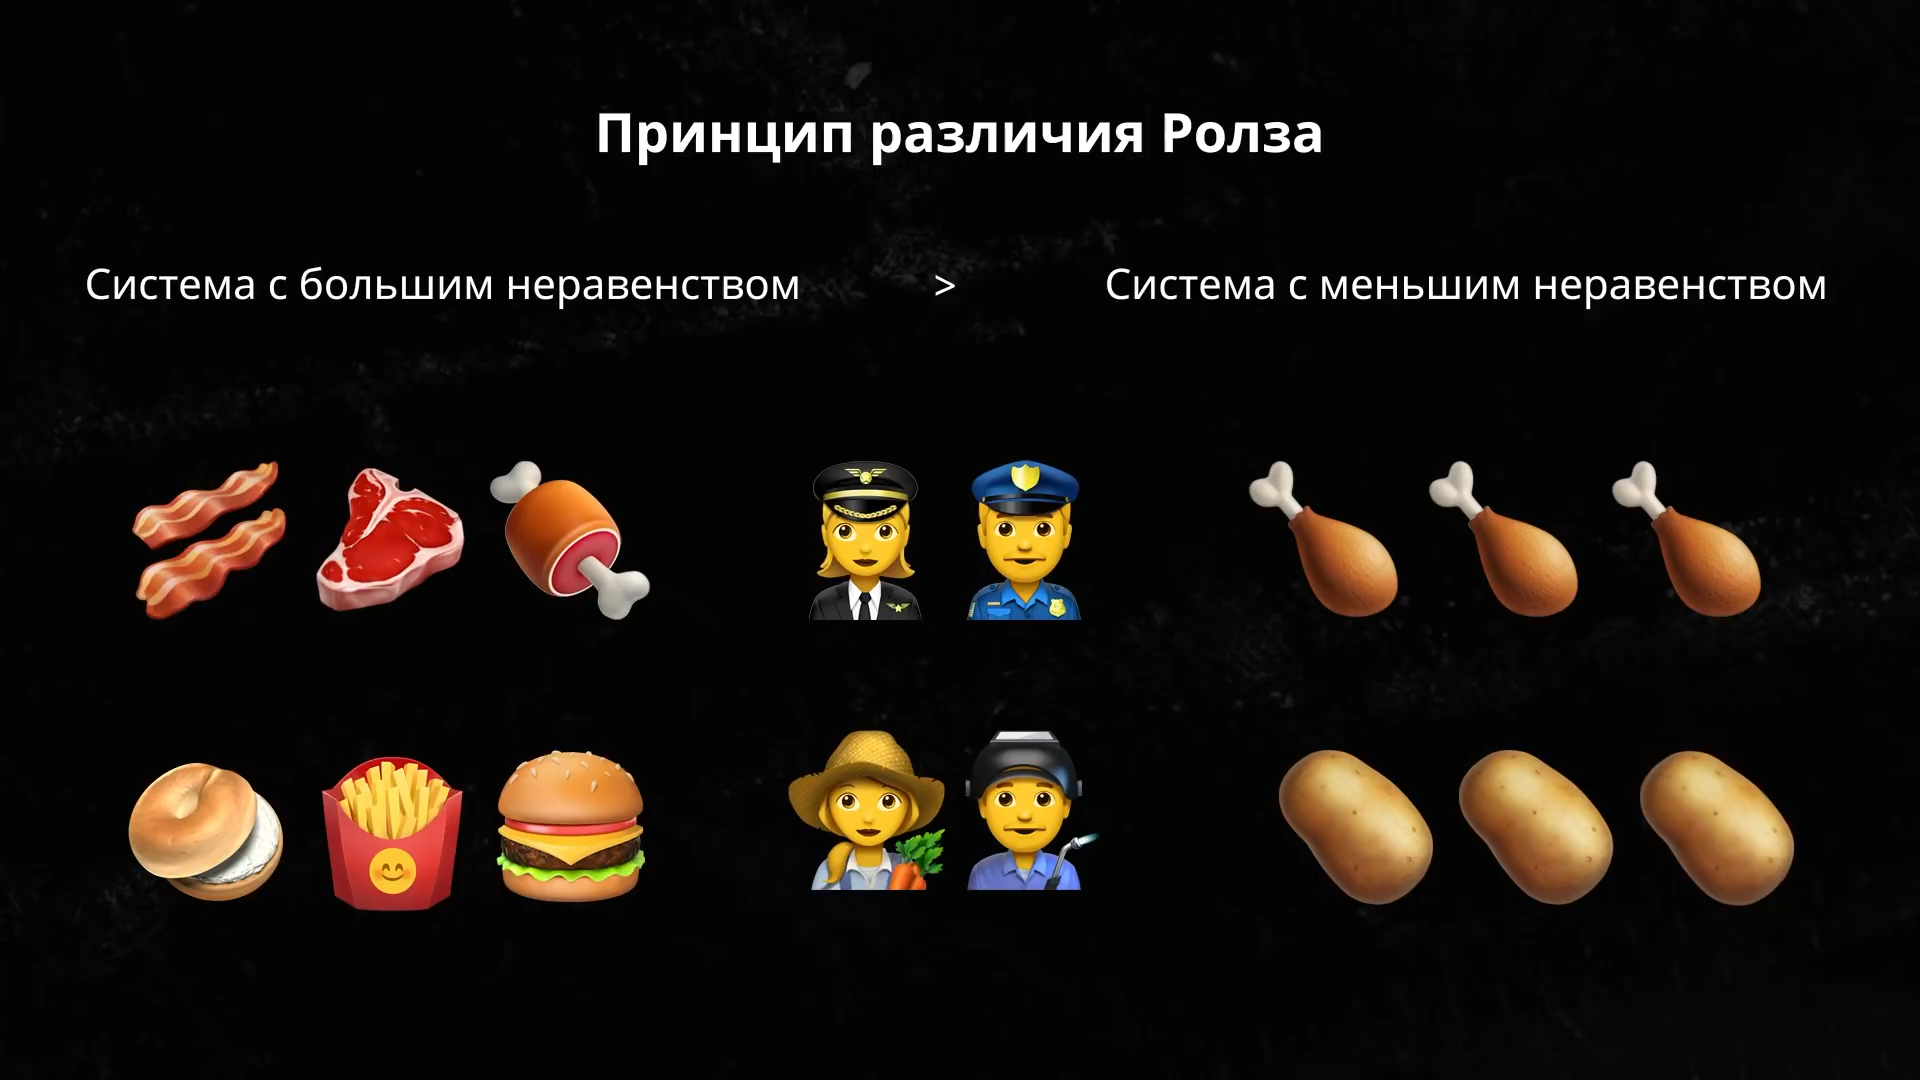 Принцип различия Ролза
Система с большим неравенством > Система с меньшим неравенством